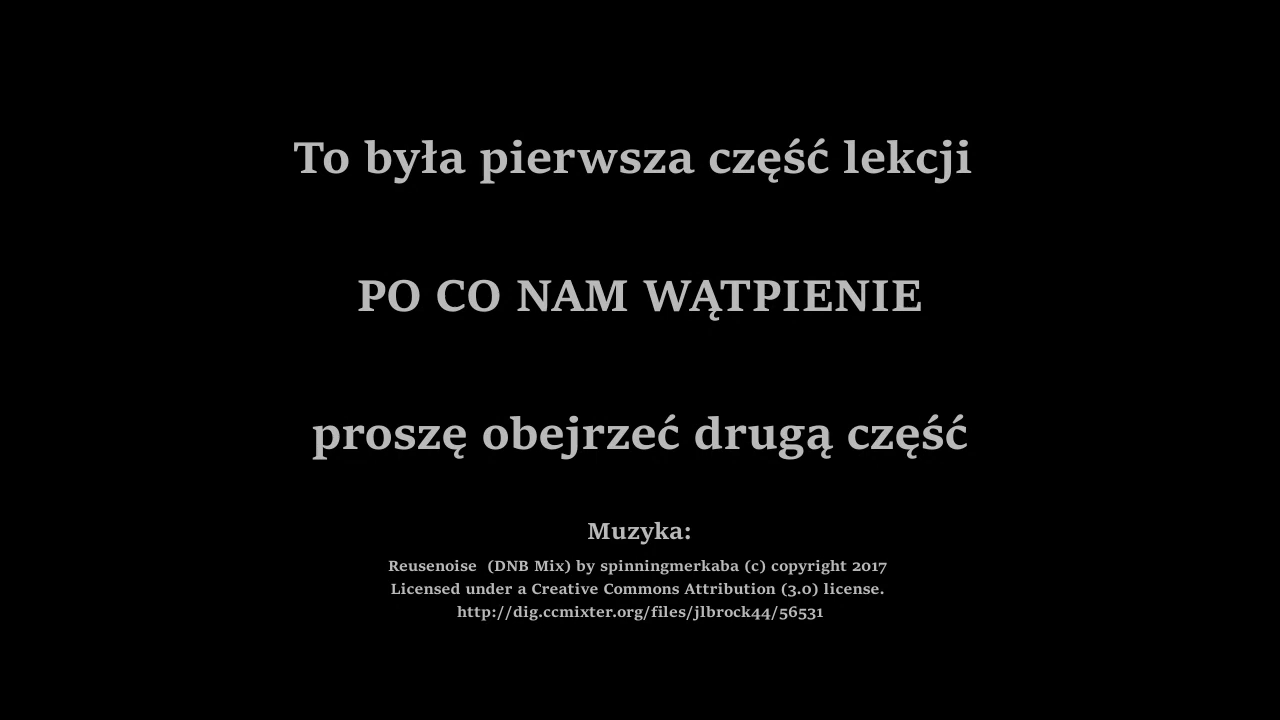 To była pierwsza część lekcji
PO CO NAM WĄTPIENIE
proszę obejrzeć drugą część
Muzyka:
Reusenoise  (DNB Mix) by spinningmerkaba (c) copyright 2017
Licensed under a Creative Commons Attribution (3.0) license.
http://dig.ccmixter.org/files/jlbrock44/56531